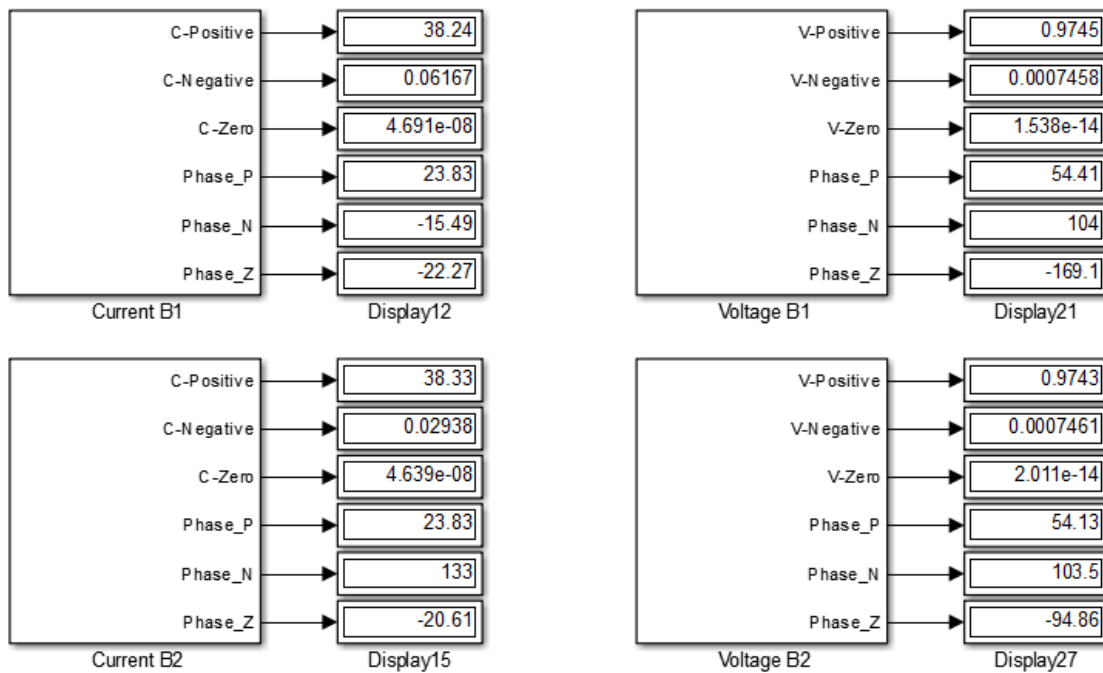 C-Positive 38.24 V-Positive 0.9745
C-Negative 0.06167 V-Negative 0.0007458
C-Zero 4.691e-08 V-Zero 1.538e-14
Phase_P 23.83 Phase_P 54.41
Phase_N -15.49 Phase_N 104
Phase_Z -22.27 Phase_Z -169.1
Current B1 Display12 Voltage B1 Display21
C-Positive 38.33 V-Positive 0.9743
C-Negative 0.02938 V-Negative 0.0007461
C-Zero 4.639e-08 V-Zero 2.011e-14
Phase_P 23.83 Phase_P 54.13
Phase_N 133 Phase_N 103.5
Phase_Z -20.61 Phase_Z -94.86
Current B2 Display15 Voltage B2 Display27